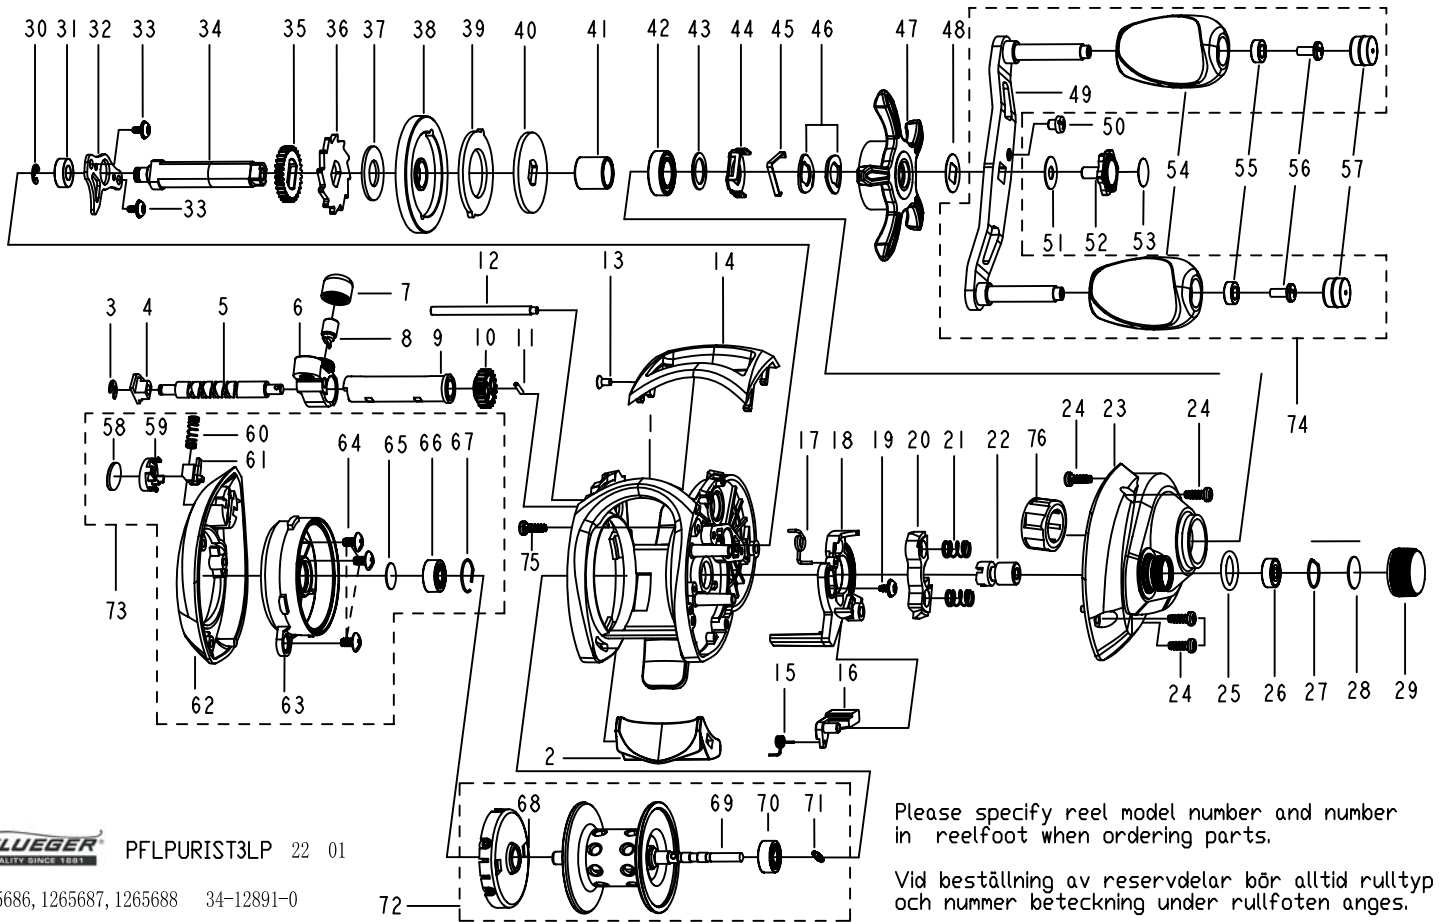 30 31 32 33 34 35 36 37 38 39 40 41 42 43 44 45 46 47 48
49
50
33
51 52 53 54 55 56 57
12 13 14
3 4 5 6 7
8 9 10 11
74
58 59 60
61
64 65 66 67
1
17 18 19 20 21 22 76 24 23 24
75
73
62 63
15 16
24 25 26 27 28 29
2
68 69 70 71
72
PFLPURIST3LP 22 01
1265687, 1265688 34-12891-0
Please specify reel model number and number
in reelfoot when ordering parts.
Vid beställning av reservdelar bör alltid rulltyp
och nummer beteckning under rullfoten anges.